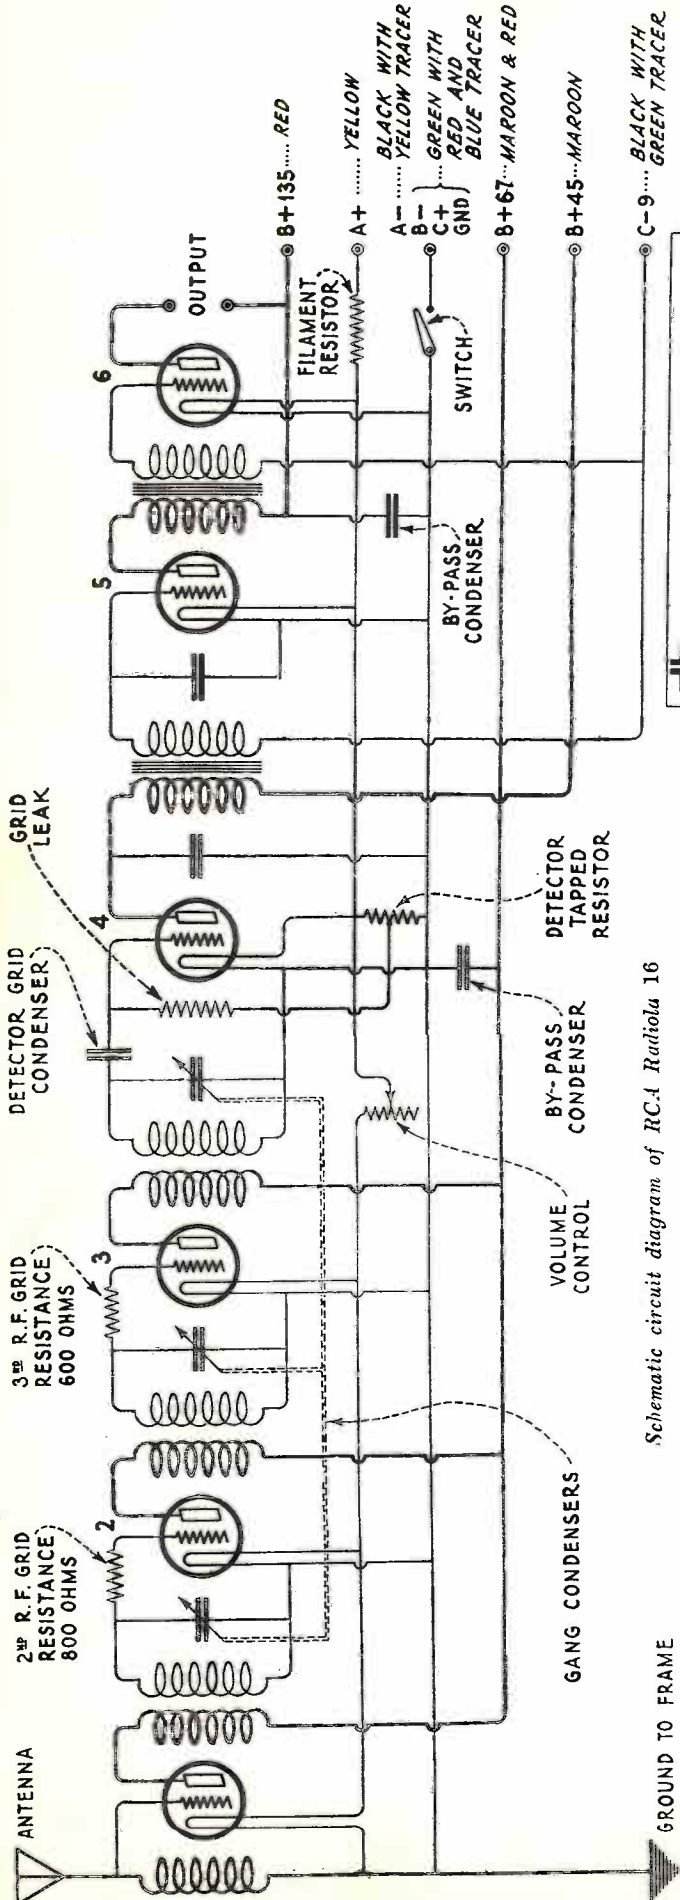 ANTENNA
2ND R.F. GRID
RESISTANCE
800 OHMS
2
3RD R.F. GRID
RESISTANCE
600 OHMS
3
DETECTOR GRID
CONDENSER
GRID
LEAK
4
5
6
OUTPUT
FILAMENT
RESISTOR
SWITCH
BY-PASS
CONDENSER
DETECTOR
TAPPED
RESISTOR
BY-PASS
CONDENSER
VOLUME
CONTROL
GANG CONDENSERS
GROUND TO FRAME
B+135.....RED
A+......YELLOW
A-.....BLACK WITH
YELLOW TRACER
B-
C+
GND
GREEN WITH
RED AND
BLUE TRACER
B+67...MAROON & RED
B+45...MAROON
C-9....BLACK WITH
GREEN TRACER
Schematic circuit diagram of RCA Radiola 16